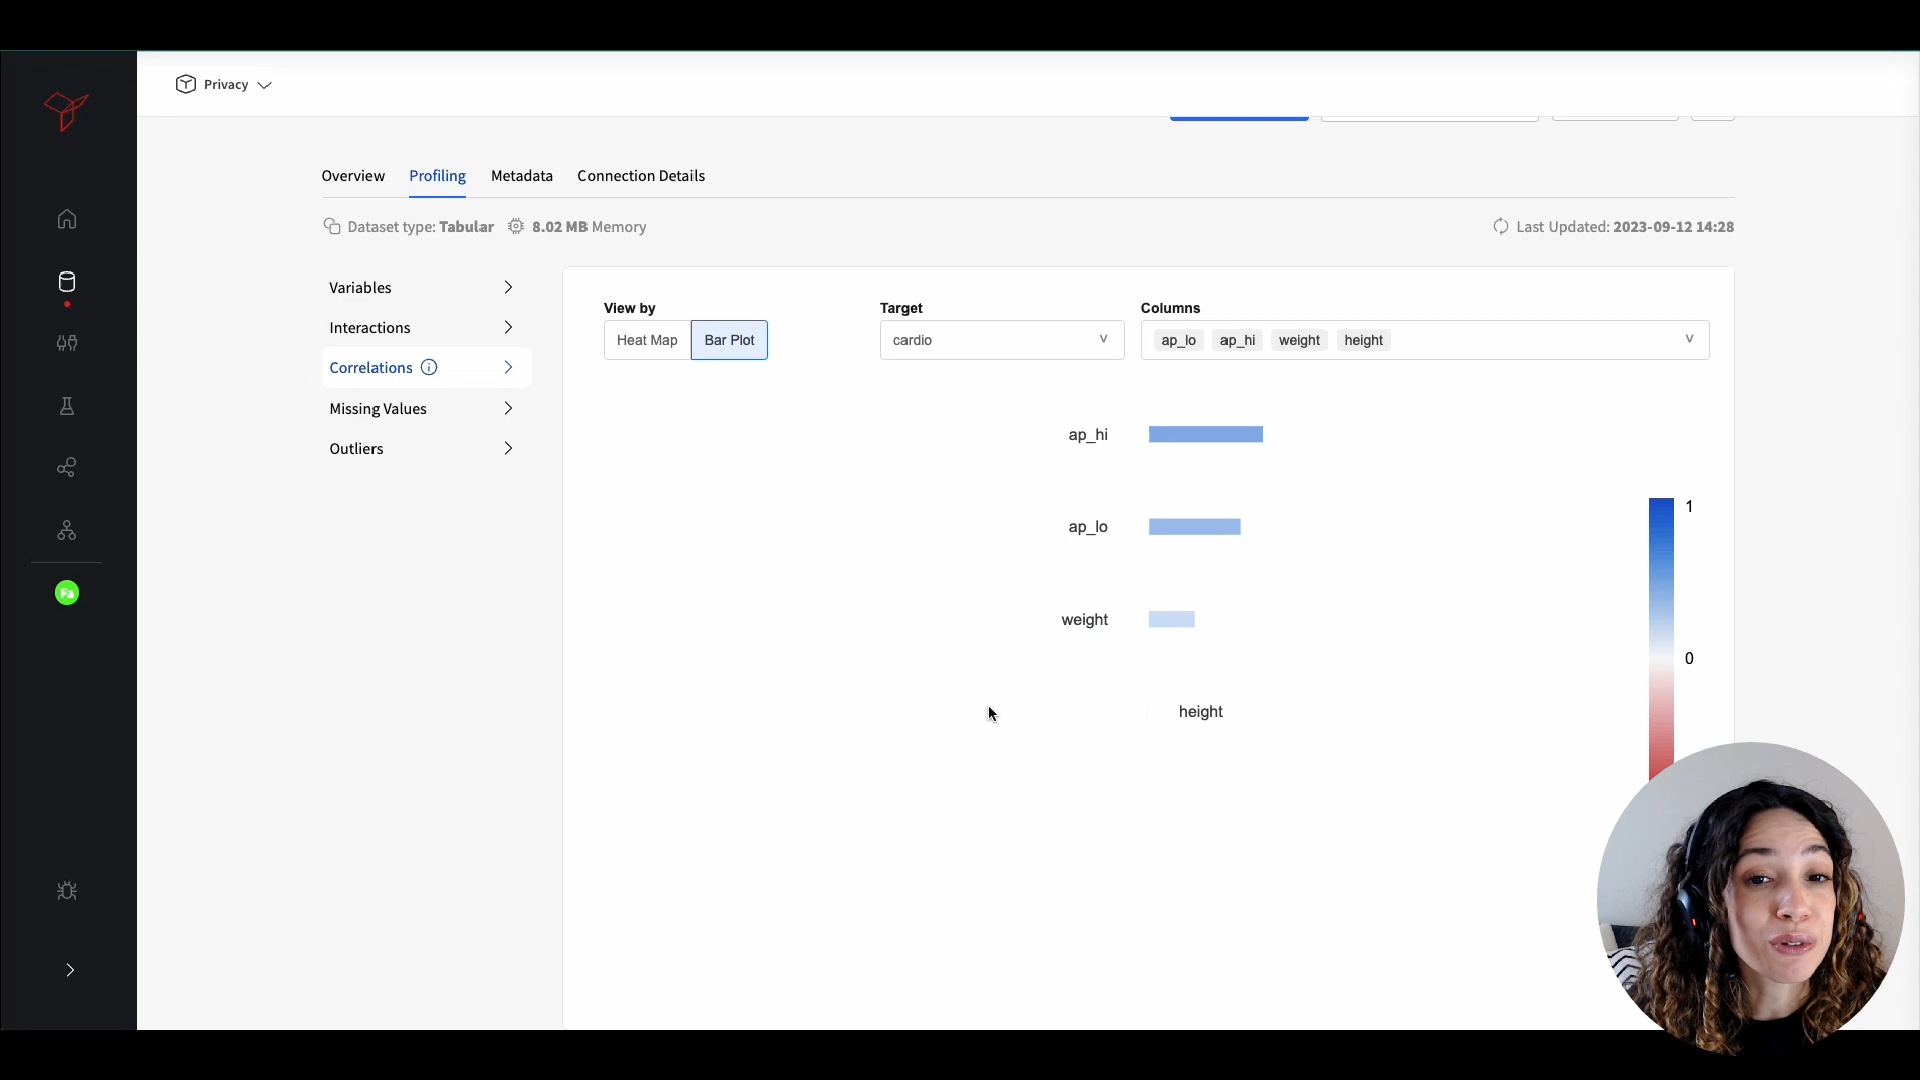 Privacy
Overview Profiling Metadata Connection Details
Dataset type: Tabular 8.02 MB Memory Last Updated: 2023-09-12 14:28
Variables
Interactions
Correlations
Missing Values
Outliers
View by Target Columns
Heat Map Bar Plot cardio ap_lo ap_hi weight height
ap_hi
ap_lo
weight
height
1
0
Fa